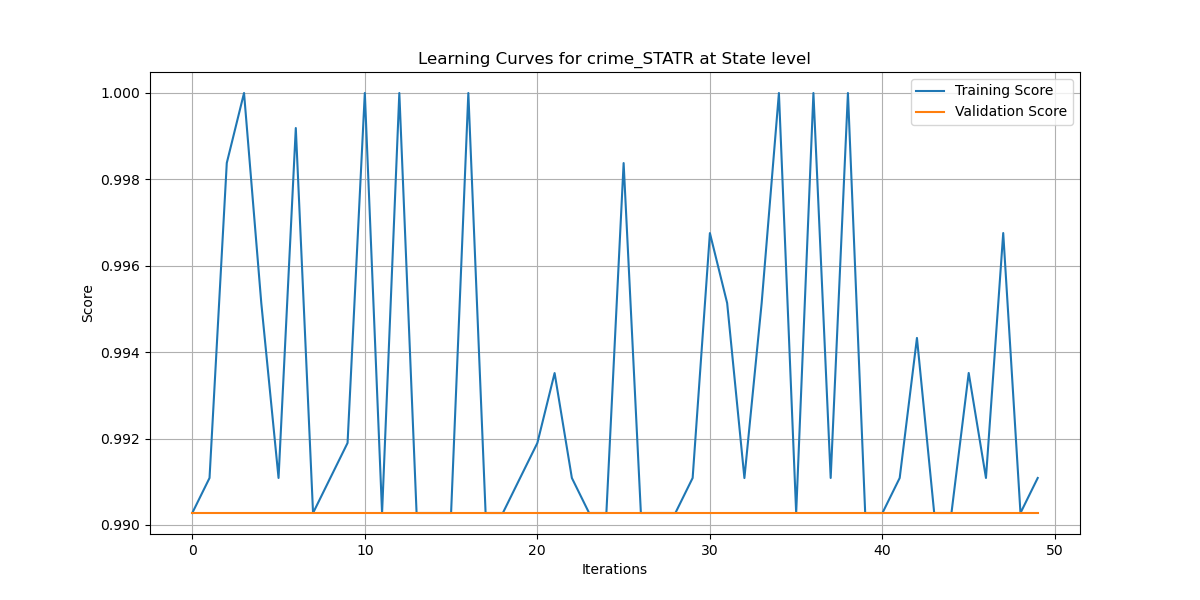 Learning Curves for crime_STATR at State level
Training Score
Validation Score
1.000
0.998
0.996
0.994
0.992
0.990
Score
0
10
20
30
40
50
Iterations